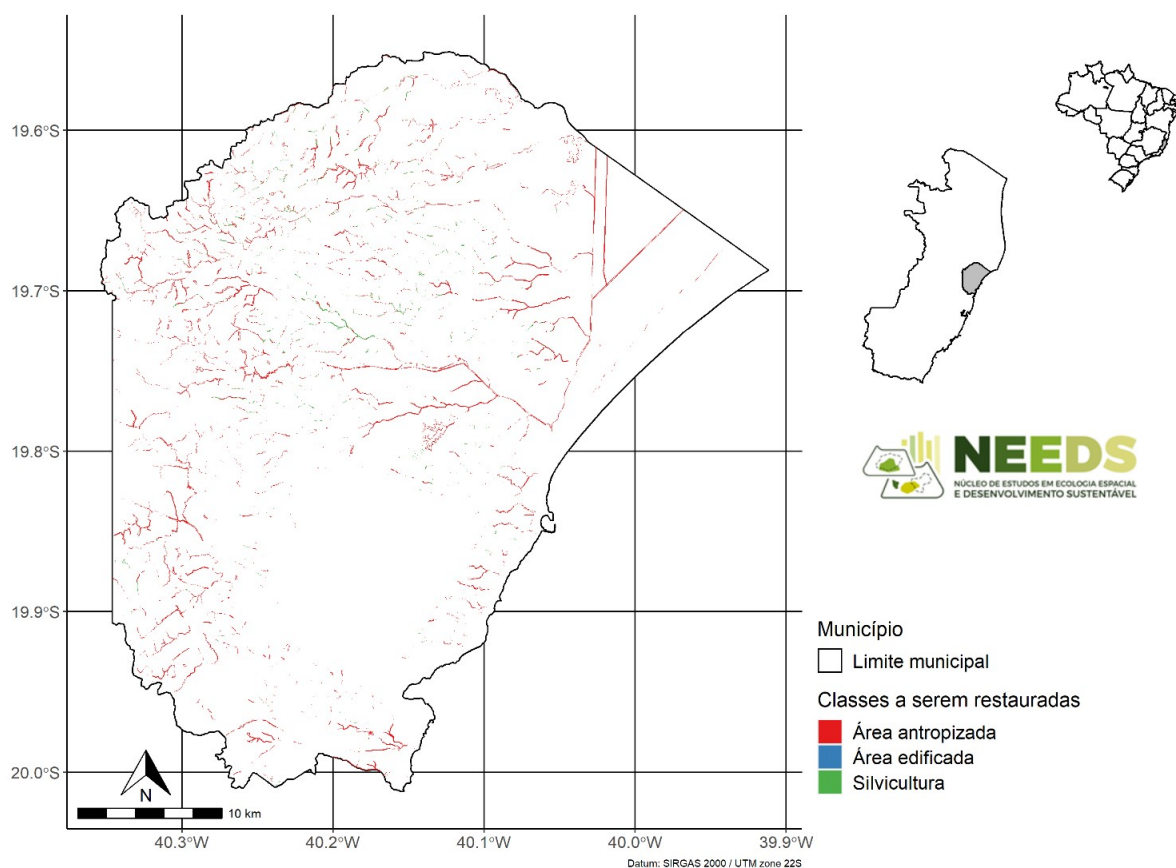 19.6°S
19.7°S
19.8°S
19.9°S
20.0°S
40.3°W
40.2°W
40.1°W
40.0°W
39.9°W
N
10 km
Datum: SIRGAS 2000 / UTM zone 22S
NEEDS
NÚCLEO DE ESTUDOS EM ECOLOGIA ESPACIAL
E DESENVOLVIMENTO SUSTENTÁVEL
Município
Limite municipal
Classes a serem restauradas
Área antropizada
Área edificada
Silvicultura